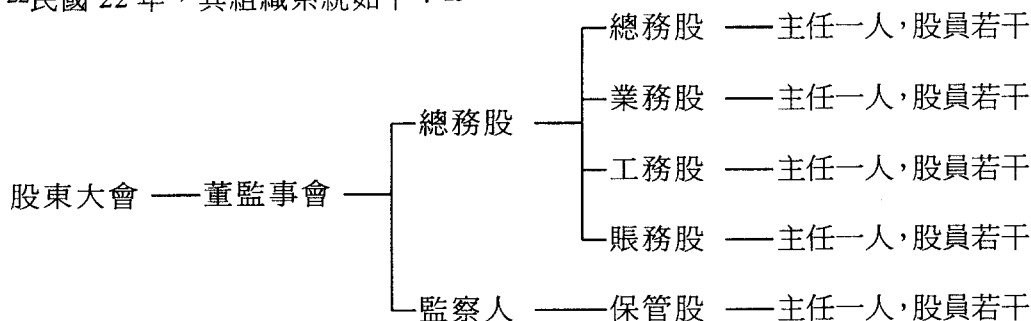 民國 22 年，其組織系統如下：
總務股 主任一人，股員若干
業務股 主任一人，股員若干
總務股
工務股 主任一人，股員若干
股東大會 董監事會
賬務股 主任一人，股員若干
監察人 保管股 主任一人，股員若干